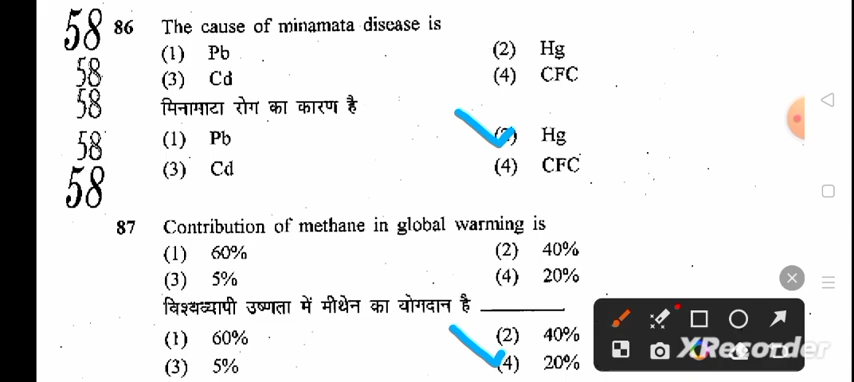 58 86 The cause of minamata disease is
(1) Pb (2) Hg
58 (3) Cd (4) CFC
58 मिनामाटा रोग का कारण है
58 (1) Pb (2) Hg
58 (3) Cd (4) CFC
87 Contribution of methane in global warming is
(1) 60% (2) 40%
(3) 5% (4) 20%
विश्वव्यापी उष्णता में मीथेन का योगदान है
(1) 60% (2) 40%
(3) 5% (4) 20%
XRecorder